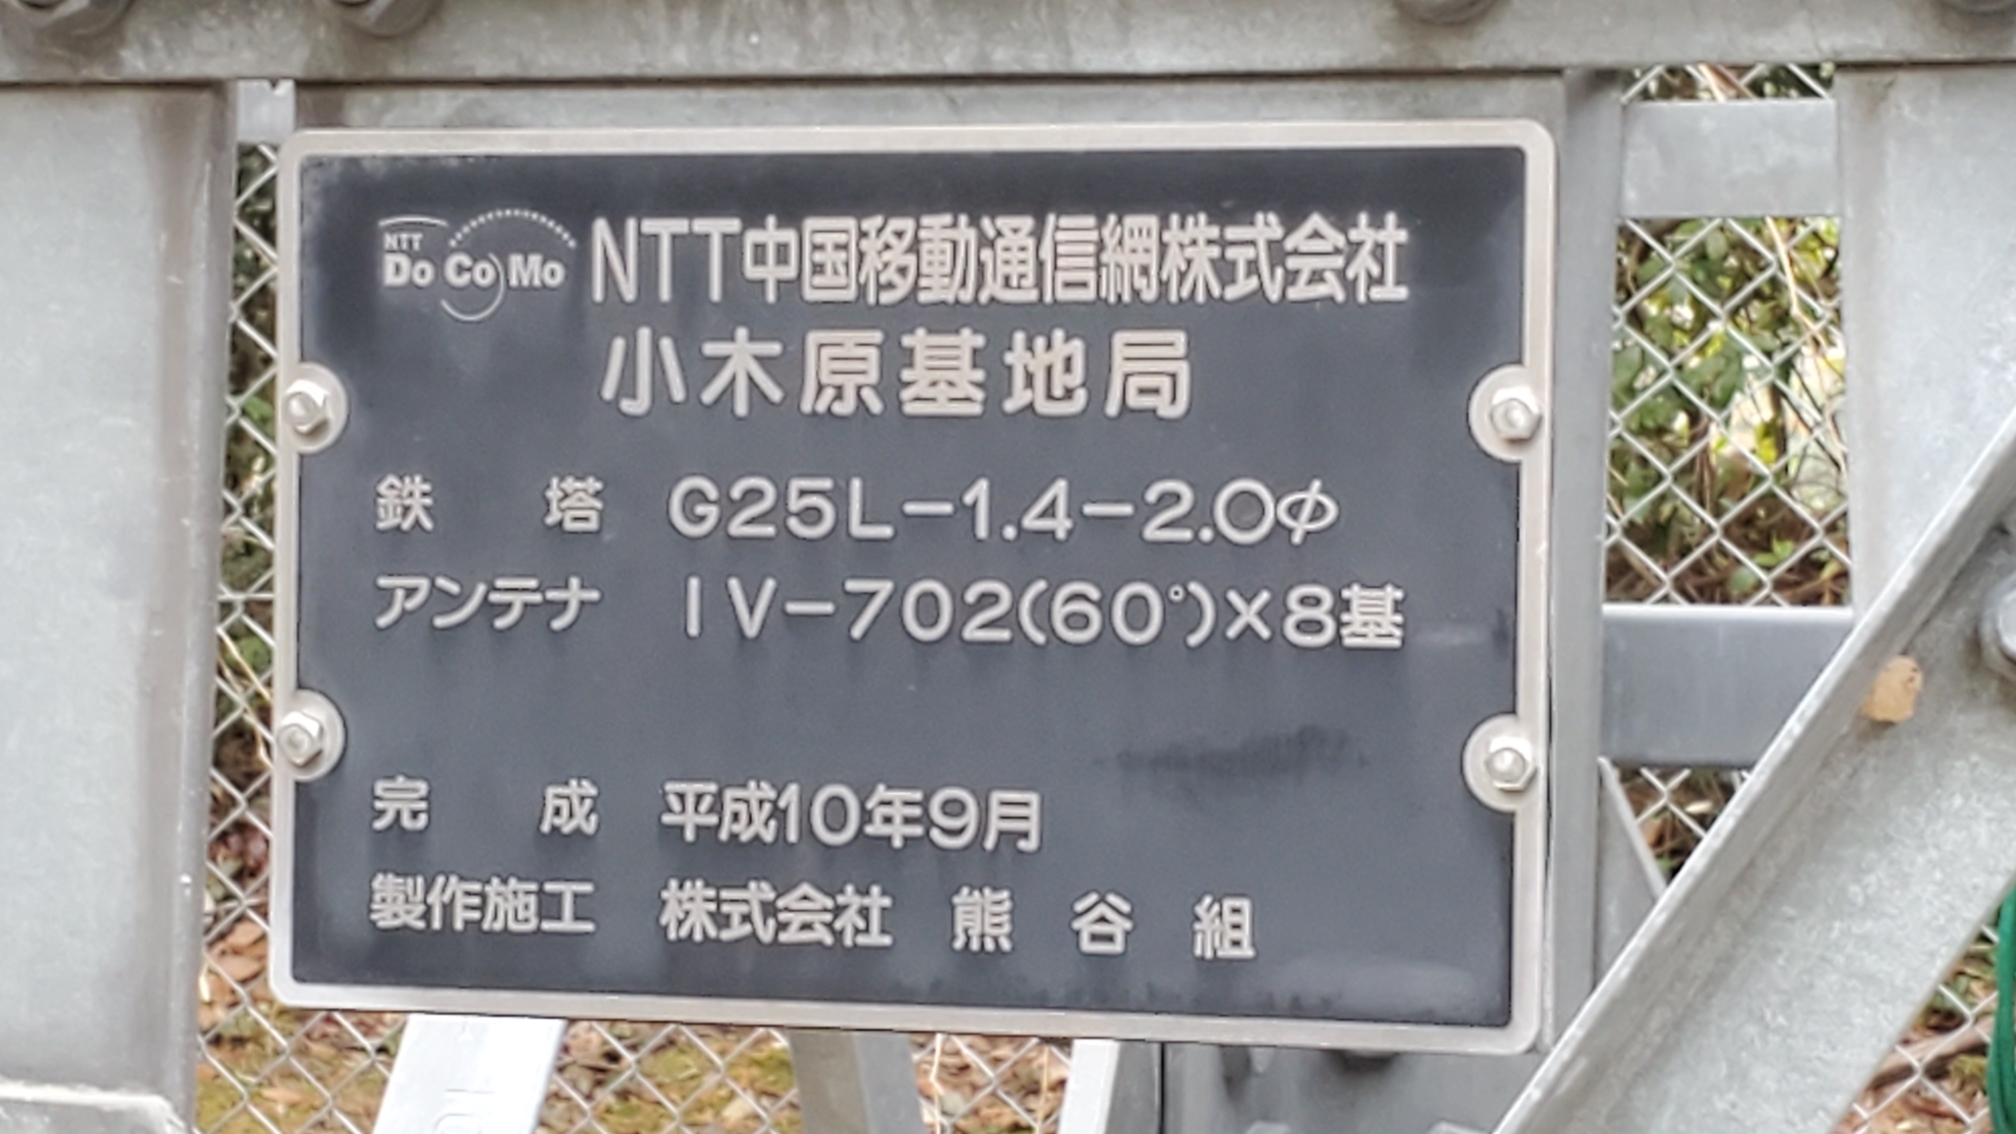 NTT DoCoMo NTT中国移動通信網株式会社
小木原基地局
鉄塔 G25L-1.4-2.0φ
アンテナ IV-702(60°)×8基
完成 平成10年9月
製作施工 株式会社 熊谷組